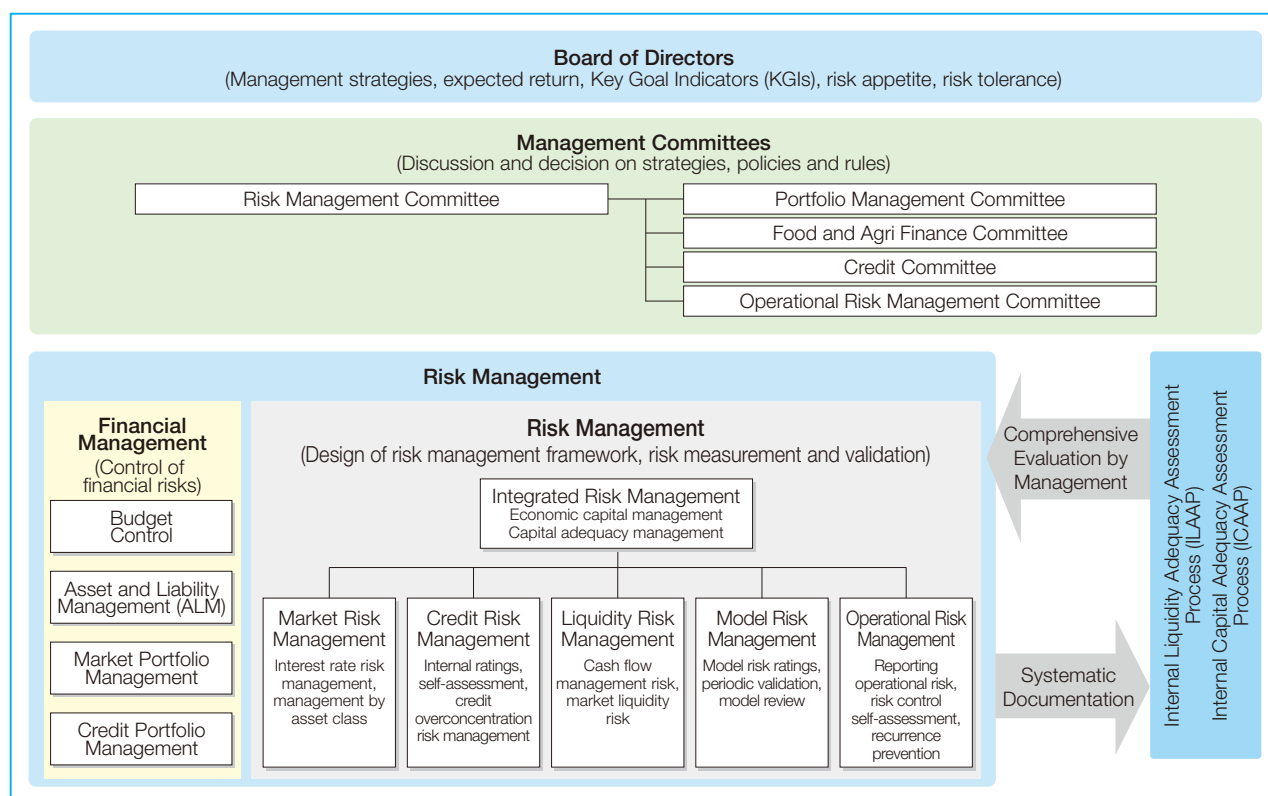 Board of Directors
(Management strategies, expected return, Key Goal Indicators (KGIs), risk appetite, risk tolerance)
Management Committees
(Discussion and decision on strategies, policies and rules)
Risk Management Committee
Portfolio Management Committee
Food and Agri Finance Committee
Credit Committee
Operational Risk Management Committee
Risk Management
Financial
Management
(Control of
financial risks)
Budget
Control
Asset and Liability
Management (ALM)
Market Portfolio
Management
Credit Portfolio
Management
Risk Management
(Design of risk management framework, risk measurement and validation)
Integrated Risk Management
Economic capital management
Capital adequacy management
Market Risk
Management
Interest rate risk
management,
management by
asset class
Credit Risk
Management
Internal ratings,
self-assessment,
credit
overconcentration
risk management
Liquidity Risk
Management
Cash flow
management risk,
market liquidity
risk
Model Risk
Management
Model risk ratings,
periodic validation,
model review
Operational Risk
Management
Reporting
operational risk,
risk control
self-assessment,
recurrence
prevention
Comprehensive
Evaluation by
Management
Systematic
Documentation
Internal Liquidity Adequacy Assessment
Process (ILAAP)
Internal Capital Adequacy Assessment
Process (ICAAP)